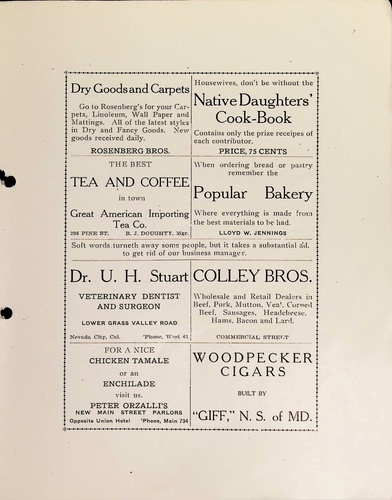 Dry Goods and Carpets
Go to Rosenberg's for your Car-
pets, Linoleum, Wall Paper and
Mattings. All of the latest styles
in Dry and Fancy Goods. New
goods received daily.
ROSENBERG BROS.
Housewives, don't be without the
Native Daughters'
Cook-Book
Contains only the prize receipes of
each contributor.
PRICE, 75 CENTS
THE BEST
TEA AND COFFEE
in town
Great American Importing
Tea Co.
206 PINE ST. B. J. DOUGHTY, Mgr.
When ordering bread or pastry
remember the
Popular Bakery
Where everything is made from
the best materials to be had.
LLOYD W. JENNINGS
Soft words turneth away some people, but it takes a substantial ad.
to get rid of our business manager.
Dr. U. H. Stuart
VETERINARY DENTIST
AND SURGEON
LOWER GRASS VALLEY ROAD
Nevada City, Cal. 'Phone, West 61
COLLEY BROS.
Wholesale and Retail Dealers in
Beef, Pork, Mutton, Veal, Corned
Beef, Sausages, Headcheese,
Hams, Bacon and Lard.
COMMERCIAL STREET
FOR A NICE
CHICKEN TAMALE
or an
ENCHILADE
visit us.
PETER ORZALLI'S
NEW MAIN STREET PARLORS
Opposite Union Hotel 'Phone, Main 734
WOODPECKER
CIGARS
BUILT BY
"GIFF," N. S. of MD.